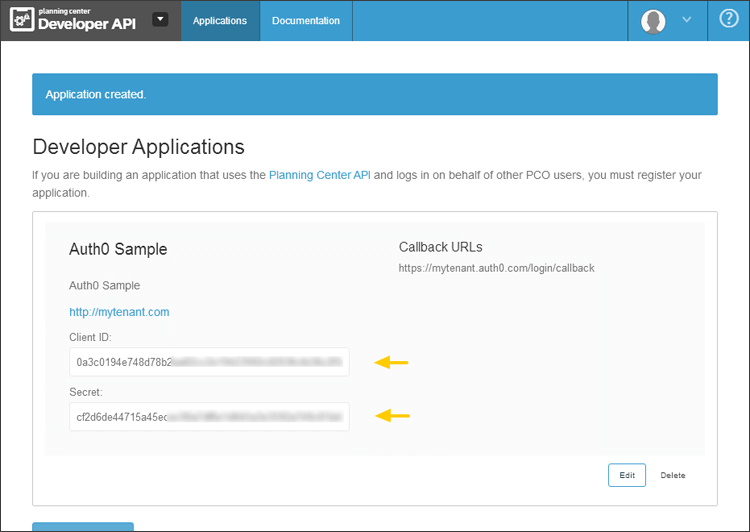 planning center
Developer API
Applications
Documentation
Application created.
Developer Applications
If you are building an application that uses the Planning Center API and logs in on behalf of other PCO users, you must register your
application.
Auth0 Sample
Callback URLs
https://mytenant.auth0.com/login/callback
Auth0 Sample
http://mytenant.com
Client ID:
0a3c0194e748d78b2
Secret:
cf2d6de44715a45ec
Edit
Delete